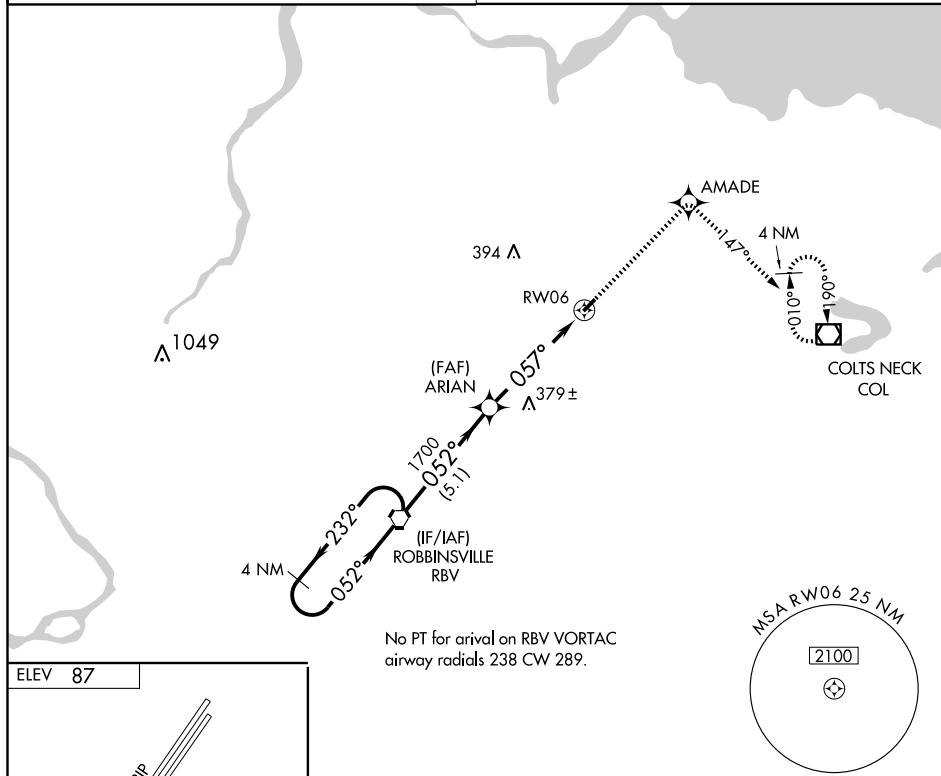 AMADE
147°
4 NM
010°
190°
394
RW06
COLTS NECK
COL
1049
(FAF)
ARIAN
057°
379±
1700
052°
(5.1)
232°
(IF/IAF)
ROBBINSVILLE
RBV
4 NM
052°
No PT for arival on RBV VORTAC
airway radials 238 CW 289.
MSA RW06 25 NM
2100
ELEV 87